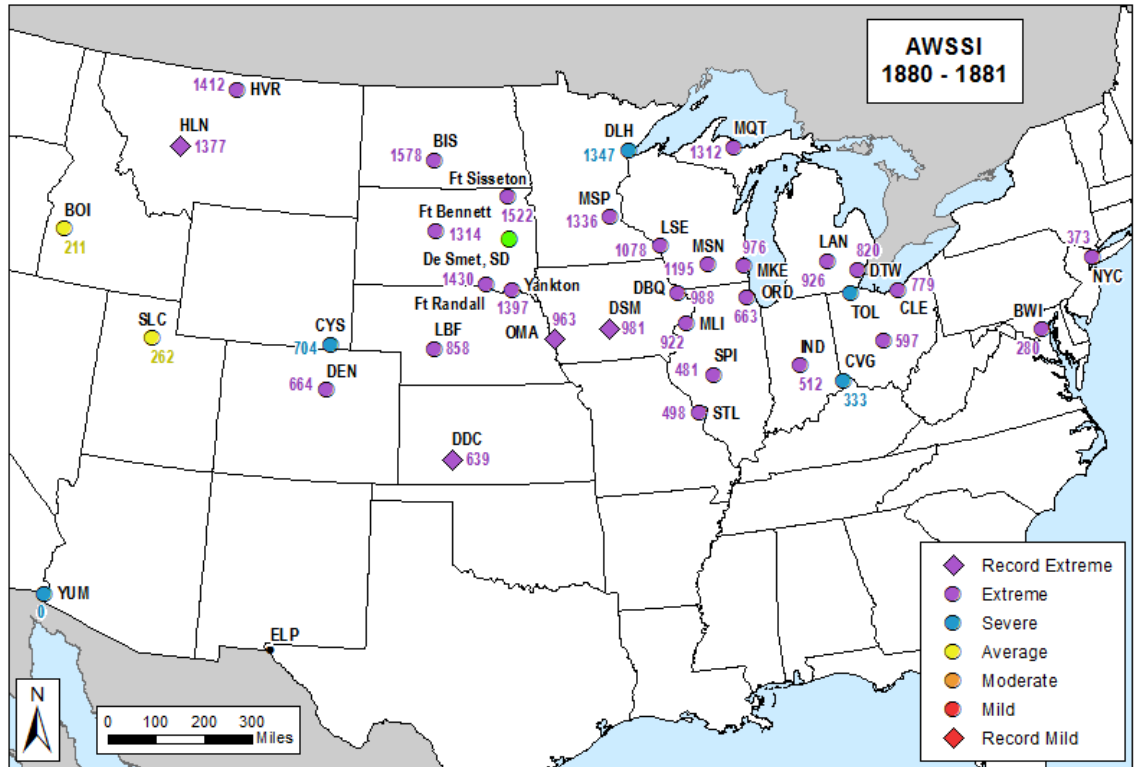 AWSSI
1880 - 1881
1412
HVR
HLN
1377
BIS
1578
DLH
1347
MQT
1312
Ft Sisseton
1522
BOI
211
Ft Bennett
1314
MSP
1336
LSE
1078
MSN
1195
976
MKE
LAN
926
820
DTW
373
NYC
De Smet, SD
1430
Ft Randall
Yankton
1397
DBQ
988
ORD
663
TOL
779
CLE
SLC
262
CYS
704
LBF
858
OMA
963
DSM
981
MLI
922
BWI
280
DEN
664
SPI
481
IND
512
597
CVG
333
498
STL
DDC
639
YUM
0
ELP
Record Extreme
Extreme
Severe
Average
Moderate
Mild
Record Mild
N
0 100 200 300
Miles